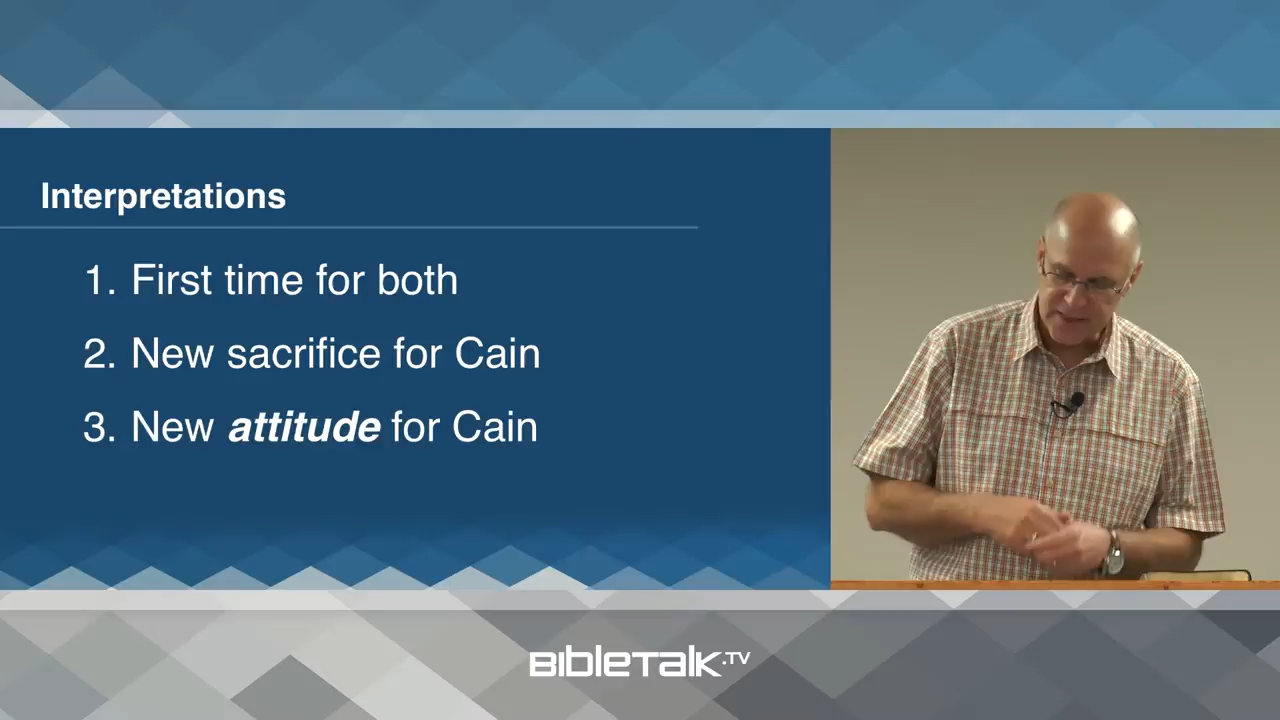 Interpretations
1. First time for both
2. New sacrifice for Cain
3. New attitude for Cain
BibleTalk.TV